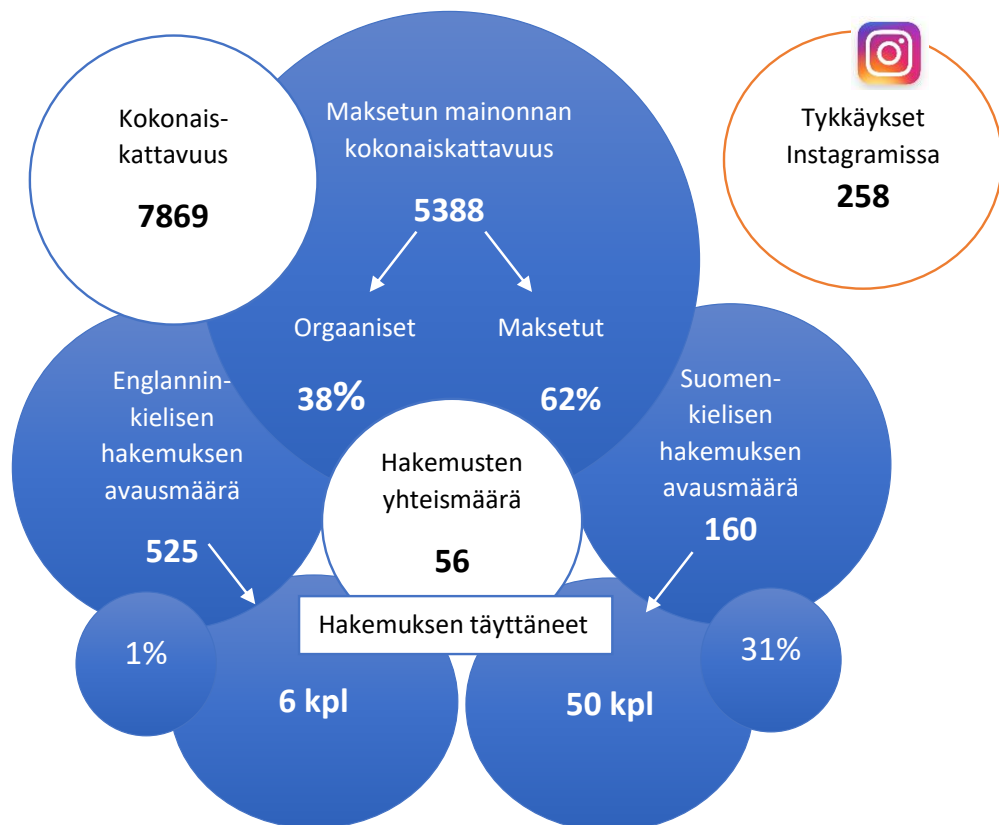 Kokonais-
kattavuus
7869
Maksetun mainonnan
kokonaiskattavuus
5388
Orgaaniset
38%
Maksetut
62%
Tykkäykset
Instagramissa
258
Englannin-
kielisen
hakemuksen
avausmäärä
525
Hakemusten
yhteismäärä
56
Suomen-
kielisen
hakemuksen
avausmäärä
160
Hakemuksen täyttäneet
1%
6 kpl
50 kpl
31%